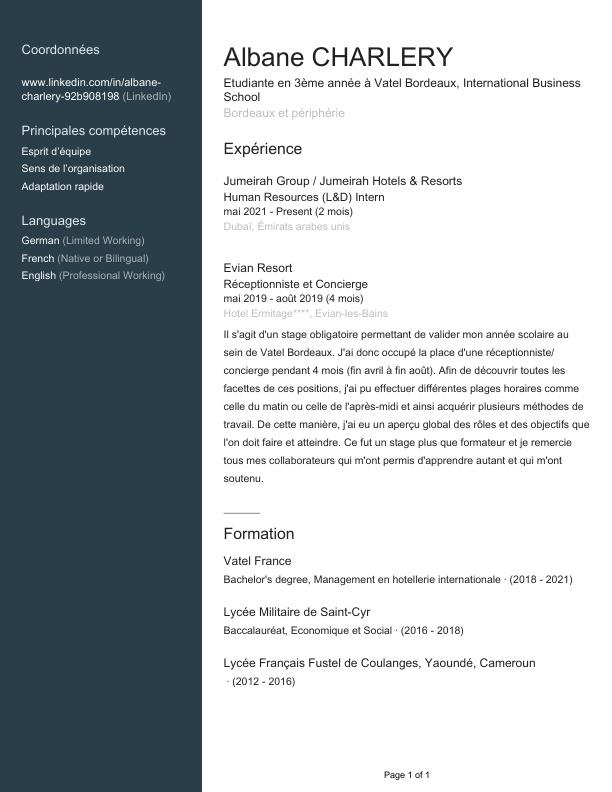 Coordonnées
www.linkedin.com/in/albane-
charlery-92b908198 (LinkedIn)
Principales compétences
Esprit d'équipe
Sens de l'organisation
Adaptation rapide
Languages
German (Limited Working)
French (Native or Bilingual)
English (Professional Working)
Albane CHARLERY
Etudiante en 3ème année à Vatel Bordeaux, International Business
School
Bordeaux et périphérie
Expérience
Jumeirah Group / Jumeirah Hotels & Resorts
Human Resources (L&D) Intern
mai 2021 - Present (2 mois)
Dubaï, Émirats arabes unis
Evian Resort
Réceptionniste et Concierge
mai 2019 - août 2019 (4 mois)
Hotel Ermitage****, Evian-les-Bains
Il s'agit d'un stage obligatoire permettant de valider mon année scolaire au
sein de Vatel Bordeaux. J'ai donc occupé la place d'une réceptionniste/
concierge pendant 4 mois (fin avril à fin août). Afin de découvrir toutes les
facettes de ces positions, j'ai pu effectuer différentes plages horaires comme
celle du matin ou celle de l'après-midi et ainsi acquérir plusieurs méthodes de
travail. De cette manière, j'ai eu un aperçu global des rôles et des objectifs que
l'on doit faire et atteindre. Ce fut un stage plus que formateur et je remercie
tous mes collaborateurs qui m'ont permis d'apprendre autant et qui m'ont
soutenu.
Formation
Vatel France
Bachelor's degree, Management en hotellerie internationale · (2018 - 2021)
Lycée Militaire de Saint-Cyr
Baccalauréat, Economique et Social · (2016 - 2018)
Lycée Français Fustel de Coulanges, Yaoundé, Cameroun
· (2012 - 2016)
Page 1 of 1